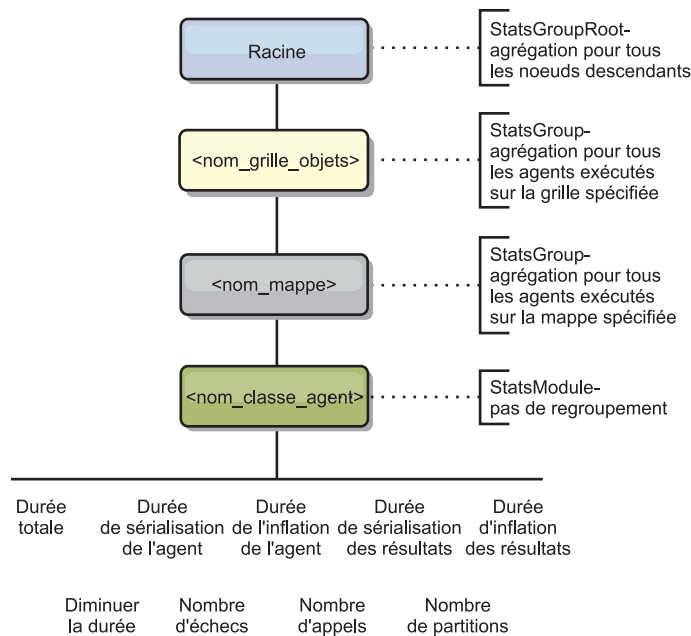 Racine
StatsGroupRoot-
agrégation pour tous
les noeuds descendants
<nom_grille_objets>
StatsGroup-
agrégation pour tous
les agents exécutés
sur la grille spécifiée
<nom_mappe>
StatsGroup-
agrégation pour tous
les agents exécutés
sur la mappe spécifiée
<nom_classe_agent>
StatsModule-
pas de regroupement
Durée
totale
Durée
de sérialisation
de l'agent
Durée
de l'inflation
de l'agent
Durée
de sérialisation
des résultats
Durée
d'inflation
des résultats
Diminuer
la durée
Nombre
d'échecs
Nombre
d'appels
Nombre
de partitions